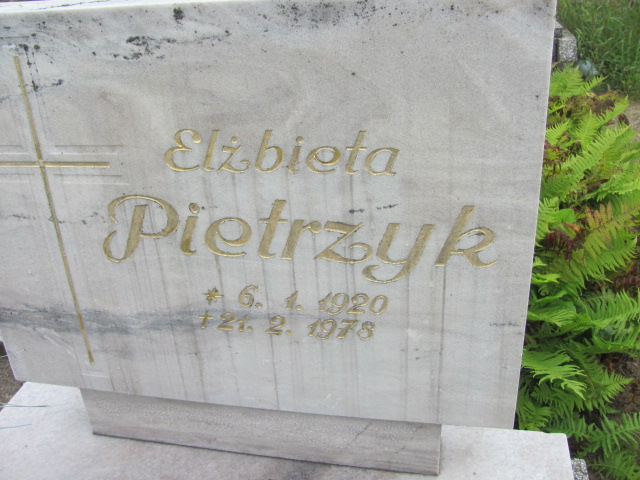 Elżbieta
Pietrzyk
* 6. 1. 1920
† 21. 2. 1978